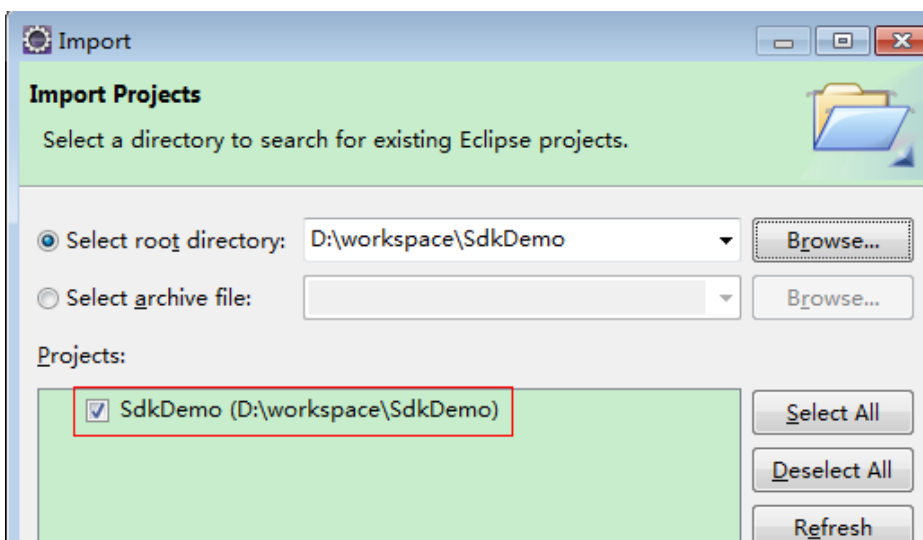 Import
Import Projects
Select a directory to search for existing Eclipse projects.
Select root directory: D:\workspace\SdkDemo Browse...
Select archive file: Browse...
Projects:
SdkDemo (D:\workspace\SdkDemo) Select All
Deselect All
Refresh